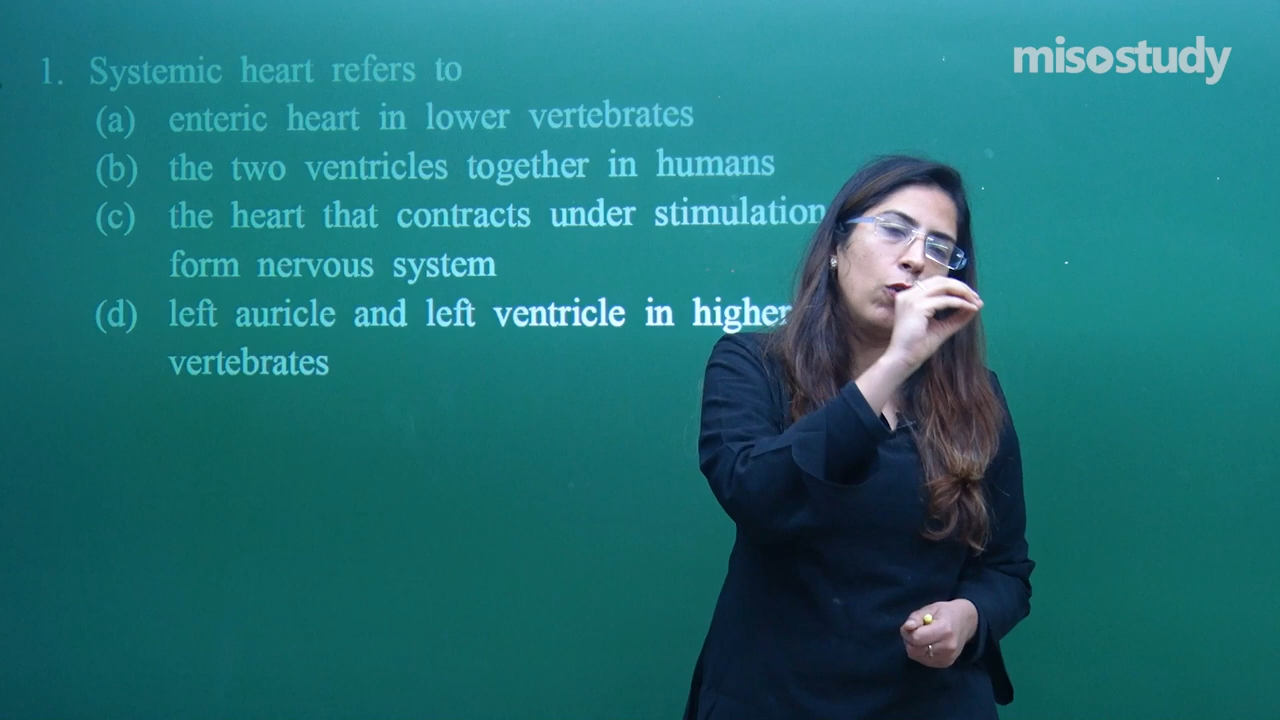 misostudy
1. Systemic heart refers to
(a) enteric heart in lower vertebrates
(b) the two ventricles together in humans
(c) the heart that contracts under stimulation
form nervous system
(d) left auricle and left ventricle in higher
vertebrates